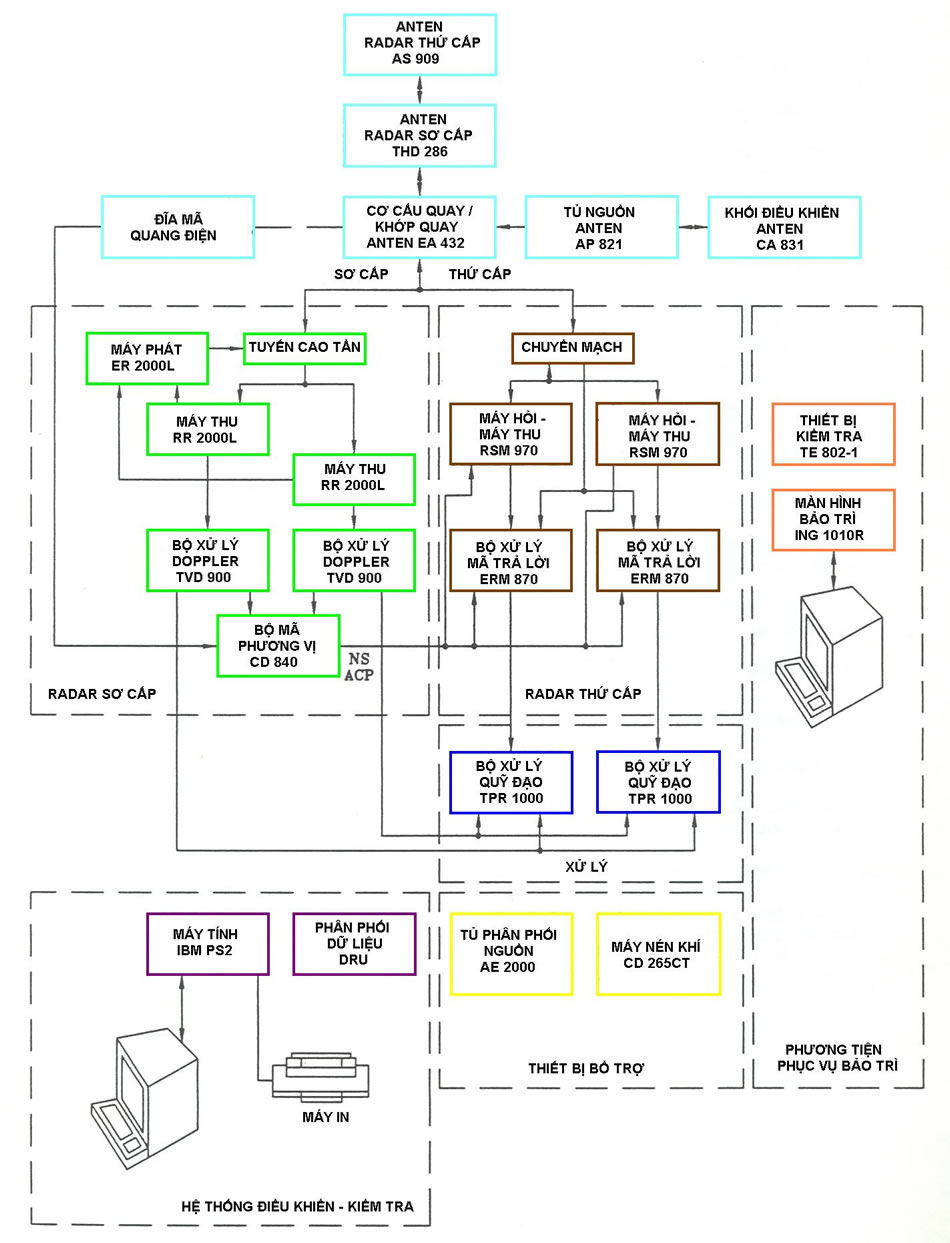 ANTEN
RADAR THỨ CẤP
AS 909
ANTEN
RADAR SƠ CẤP
THD 286
ĐĨA MÃ
QUANG ĐIỆN
CƠ CẤU QUAY /
KHỚP QUAY
ANTEN EA 432
TỦ NGUỒN
ANTEN
AP 821
KHỐI ĐIỀU KHIỂN
ANTEN
CA 831
SƠ CẤP
THỨ CẤP
MÁY PHÁT
ER 2000L
TUYẾN CAO TẦN
MÁY THU
RR 2000L
MÁY THU
RR 2000L
BỘ XỬ LÝ
DOPPLER
TVD 900
BỘ XỬ LÝ
DOPPLER
TVD 900
BỘ MÃ
PHƯƠNG VỊ
CD 840
NS
ACP
RADAR SƠ CẤP
CHUYỂN MẠCH
MÁY HỎI -
MÁY THU
RSM 970
MÁY HỎI -
MÁY THU
RSM 970
BỘ XỬ LÝ
MÃ TRẢ LỜI
ERM 870
BỘ XỬ LÝ
MÃ TRẢ LỜI
ERM 870
RADAR THỨ CẤP
THIẾT BỊ
KIỂM TRA
TE 802-1
MÀN HÌNH
BẢO TRÌ
ING 1010R
BỘ XỬ LÝ
QUỸ ĐẠO
TPR 1000
BỘ XỬ LÝ
QUỸ ĐẠO
TPR 1000
XỬ LÝ
MÁY TÍNH
IBM PS2
PHÂN PHỐI
DỮ LIỆU
DRU
MÁY IN
HỆ THỐNG ĐIỀU KHIỂN - KIỂM TRA
TỦ PHÂN PHỐI
NGUỒN
AE 2000
MÁY NÉN KHÍ
CD 265CT
THIẾT BỊ BỔ TRỢ
PHƯƠNG TIỆN
PHỤC VỤ BẢO TRÌ